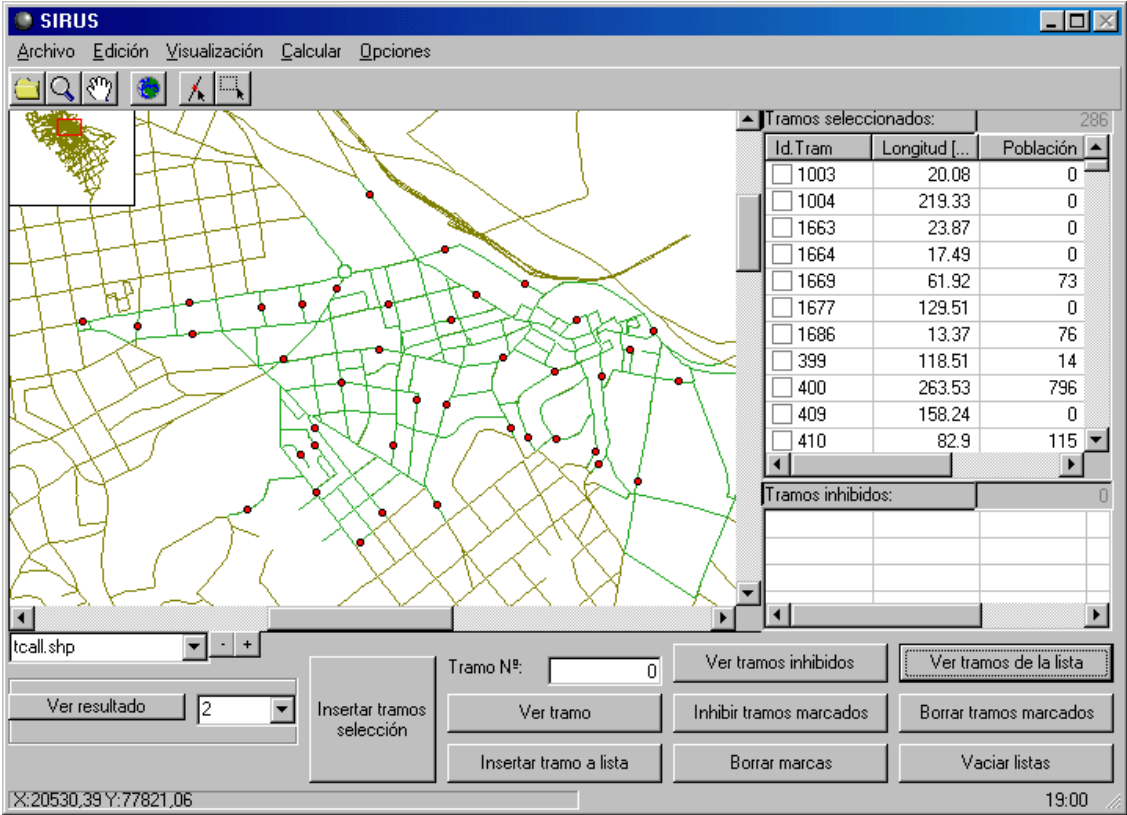 SIRUS
Archivo Edición Visualización Calcular Opciones
Tramos seleccionados: 286
Id.Tram Longitud [... Población
1003 20.08 0
1004 219.33 0
1663 23.87 0
1664 17.49 0
1669 61.92 73
1677 129.51 0
1686 13.37 76
399 118.51 14
400 263.53 796
409 158.24 0
410 82.9 115
Tramos inhibidos: 0
tcall.shp - +
Ver resultado 2
Insertar tramos selección
Tramo Nº: 0
Ver tramo
Insertar tramo a lista
Ver tramos inhibidos
Inhibir tramos marcados
Borrar marcas
Ver tramos de la lista
Borrar tramos marcados
Vaciar listas
X:20530,39 Y:77821,06 19:00